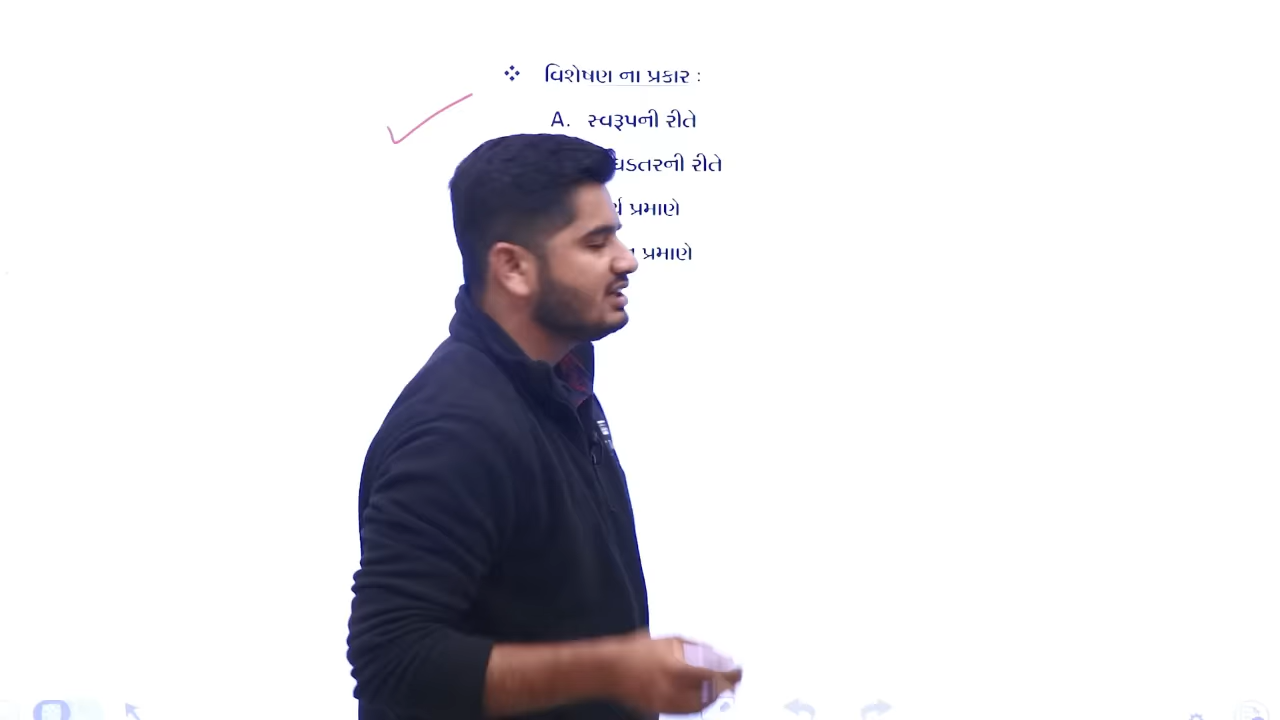 ❖ વિશેષણ ના પ્રકાર :
A. સ્વરૂપની રીતે
ઘડતરની રીતે
પ્રમાણે
પ્રમાણે